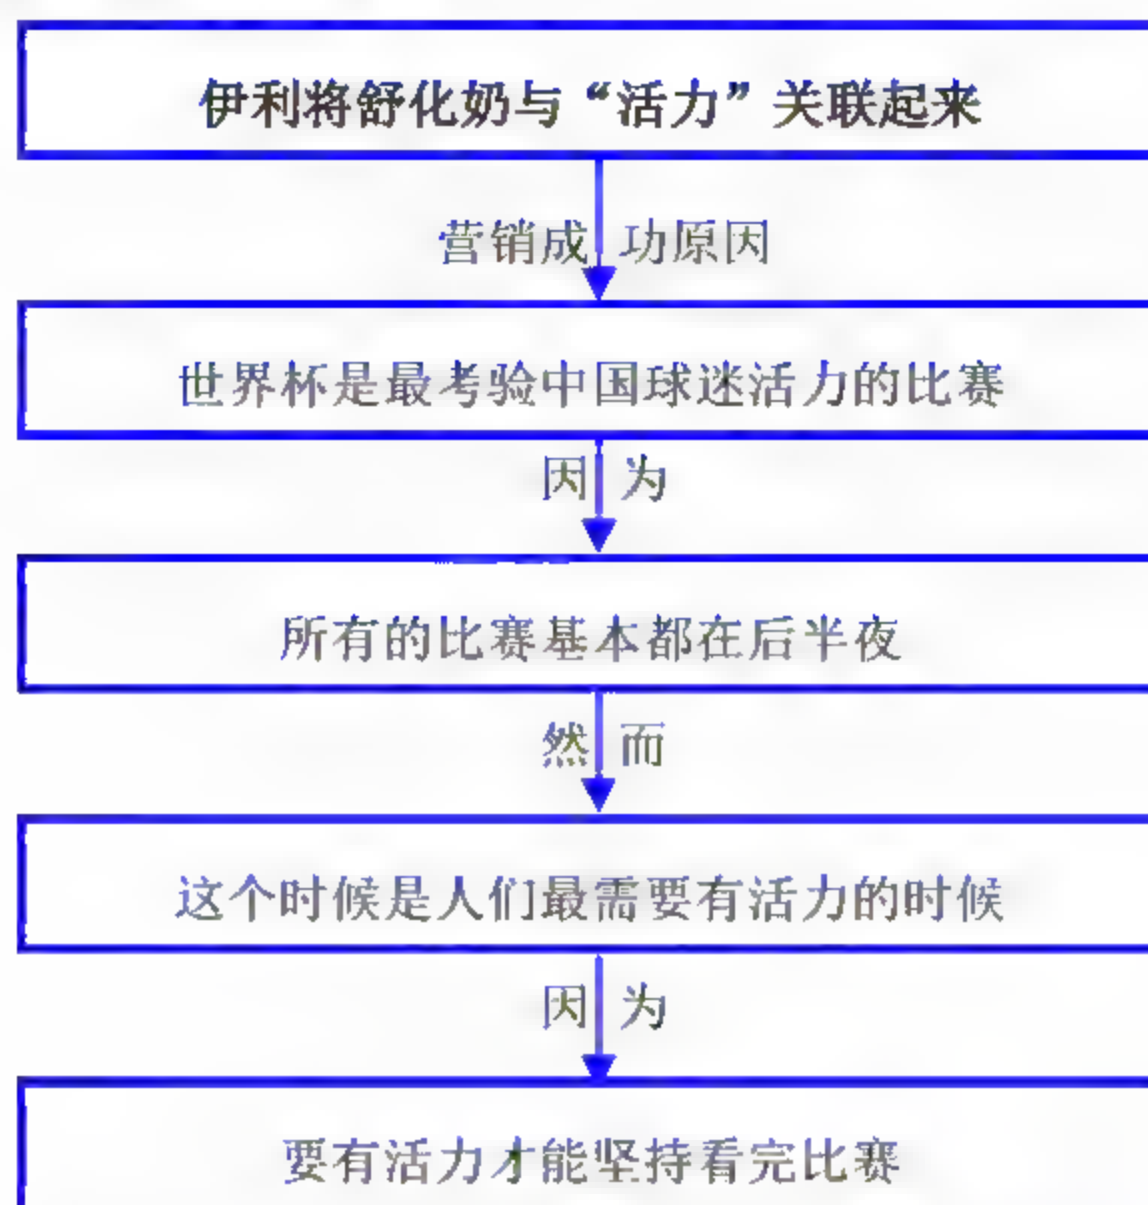 伊利将舒化奶与“活力”关联起来
营销成功原因
世界杯是最考验中国球迷活力的比赛
因为
所有的比赛基本都在后半夜
然而
这个时候是人们最需要有活力的时候
因为
要有活力才能坚持看完比赛